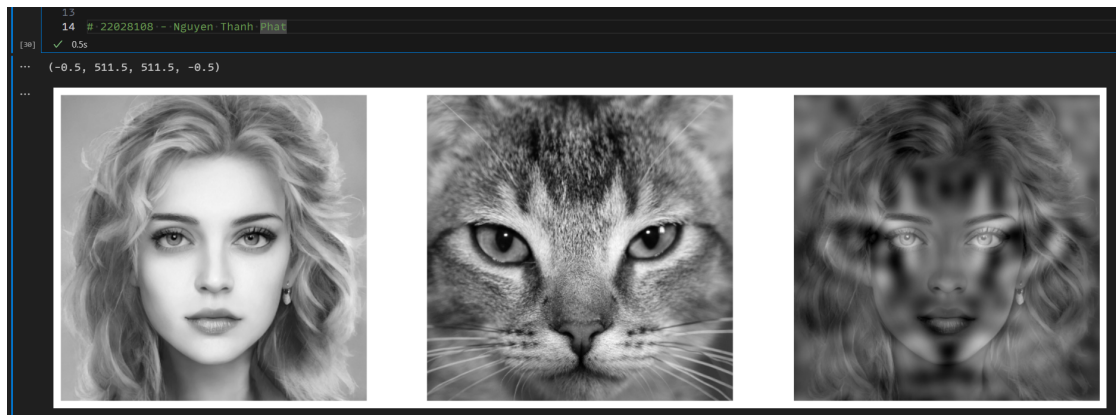 13
14 # 22028108 - Nguyen Thanh Phat
[30] ✓ 0.5s
... (-0.5, 511.5, 511.5, -0.5)
...